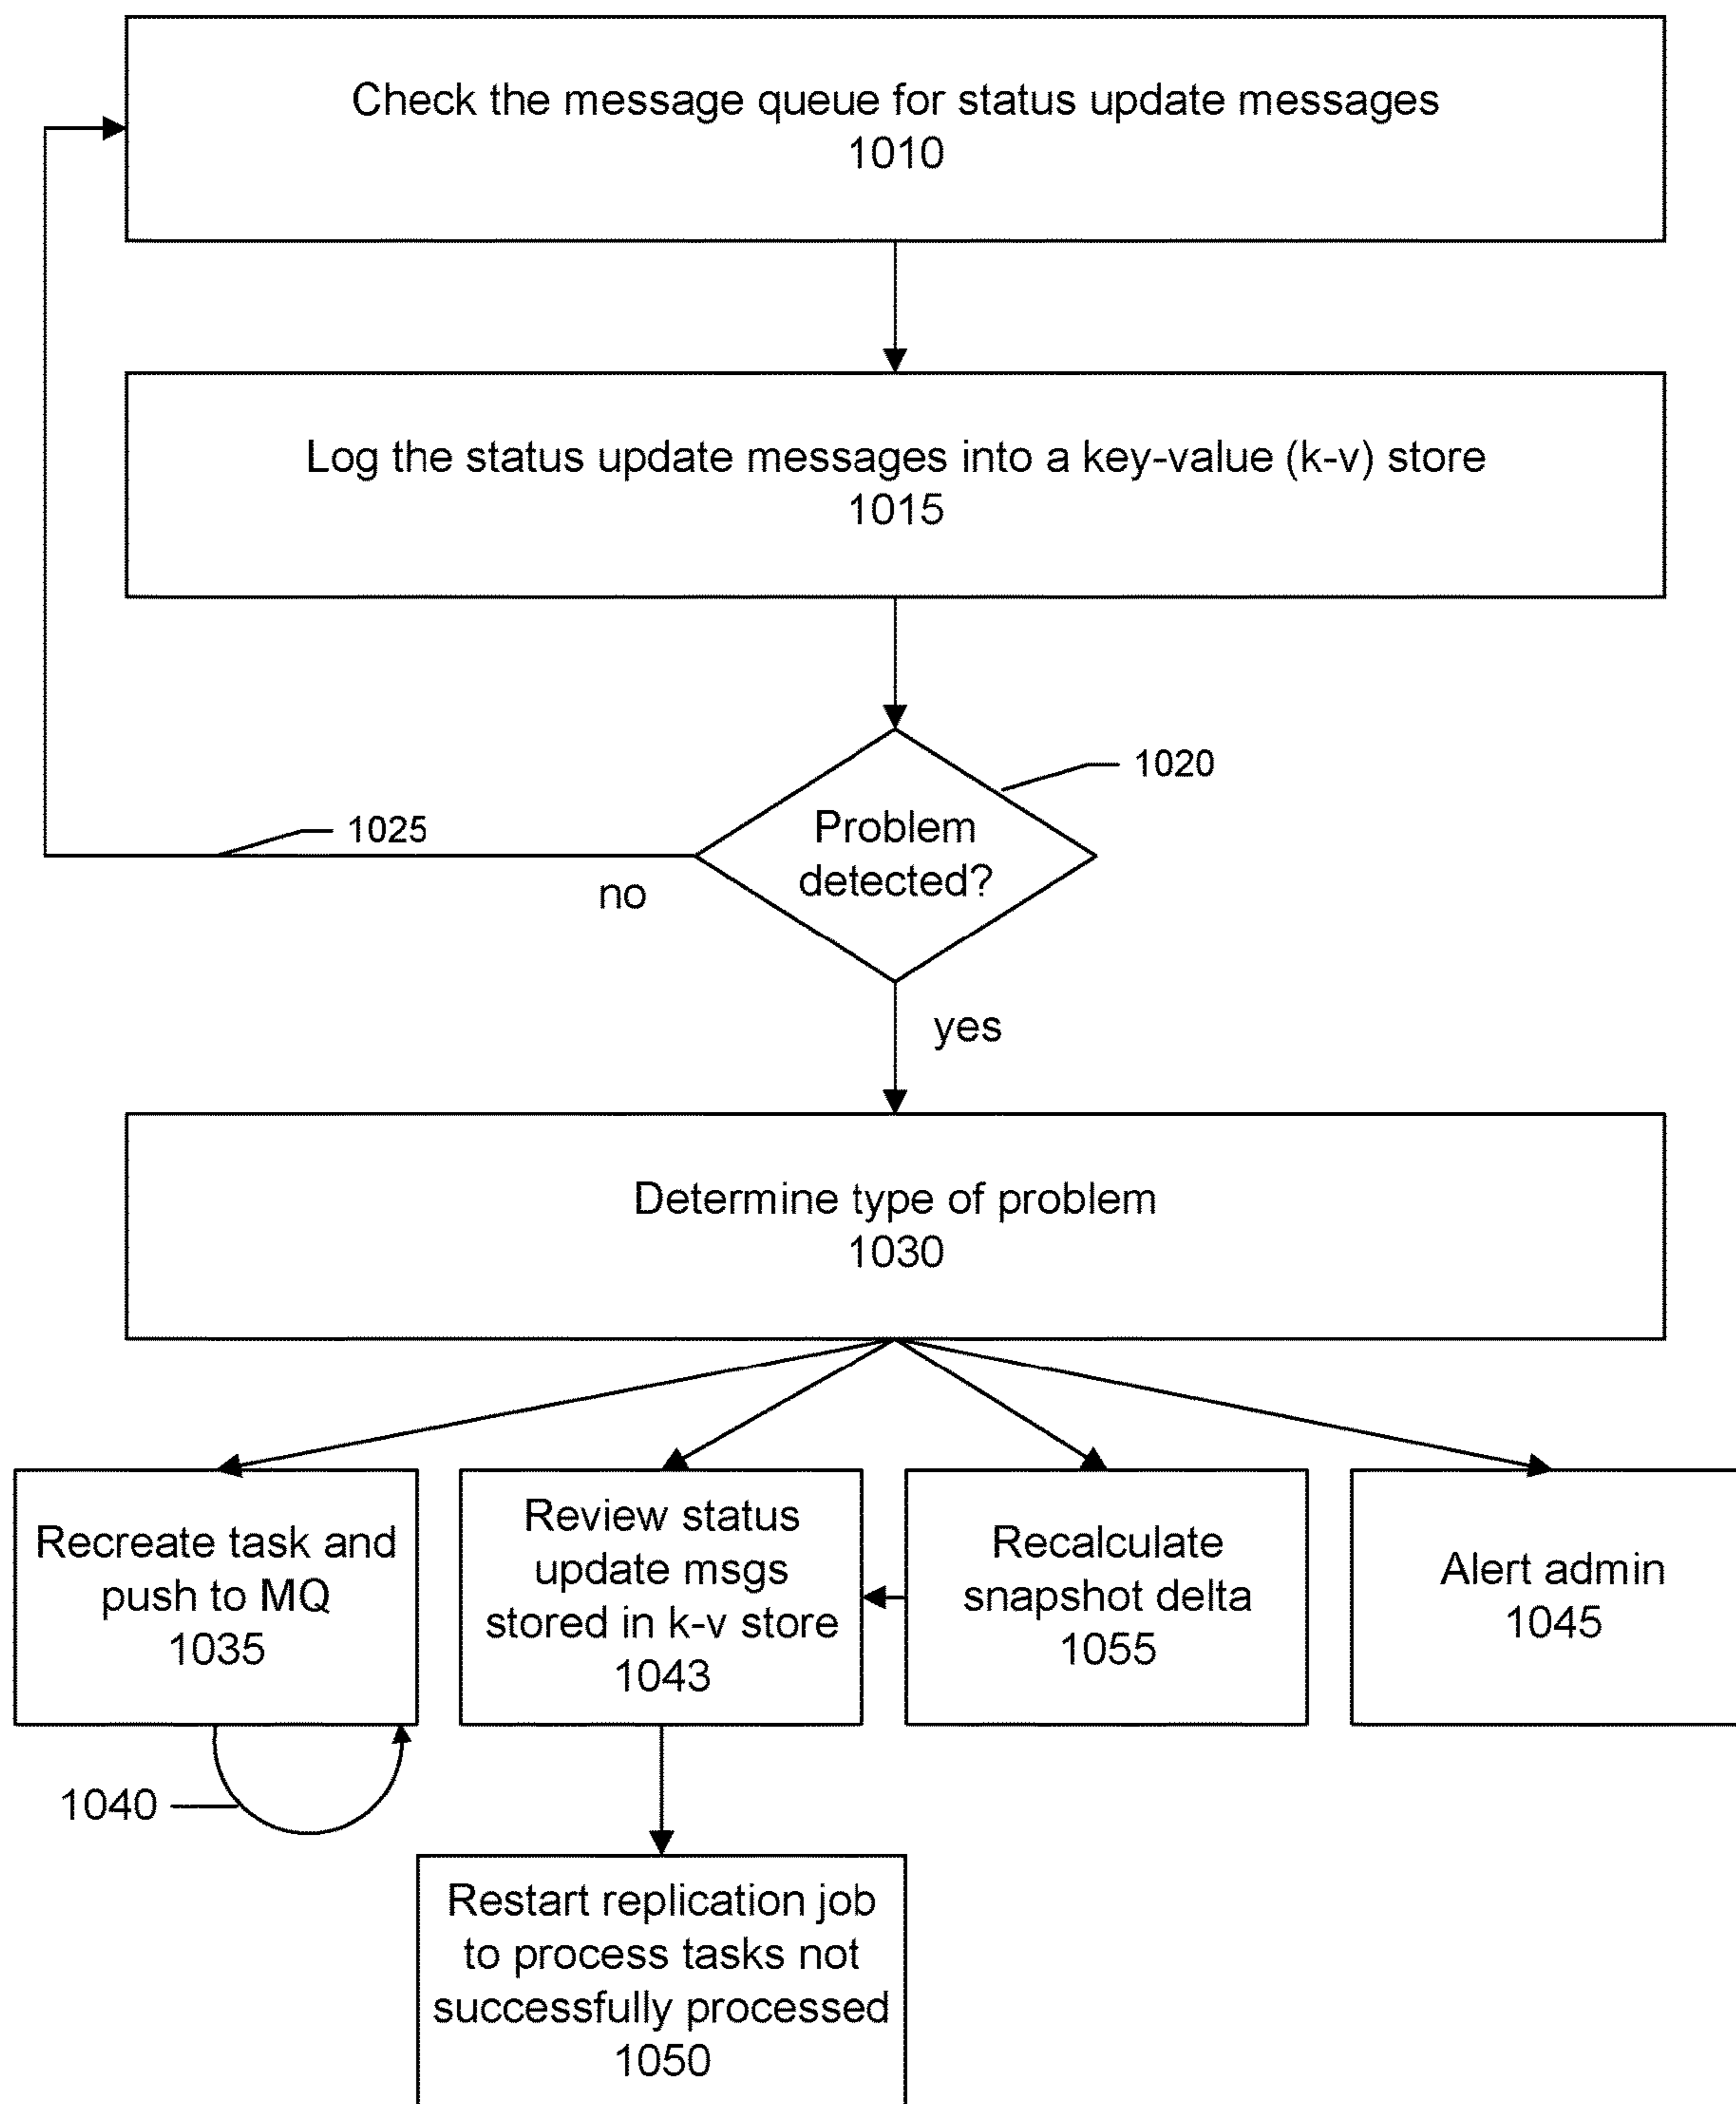 Check the message queue for status update messages
1010
Log the status update messages into a key-value (k-v) store
1015
1020
Problem
detected?
1025
no
yes
Determine type of problem
1030
Recreate task and
push to MQ
1035
Review status
update msgs
stored in k-v store
1043
Recalculate
snapshot delta
1055
Alert admin
1045
1040
Restart replication job
to process tasks not
successfully processed
1050